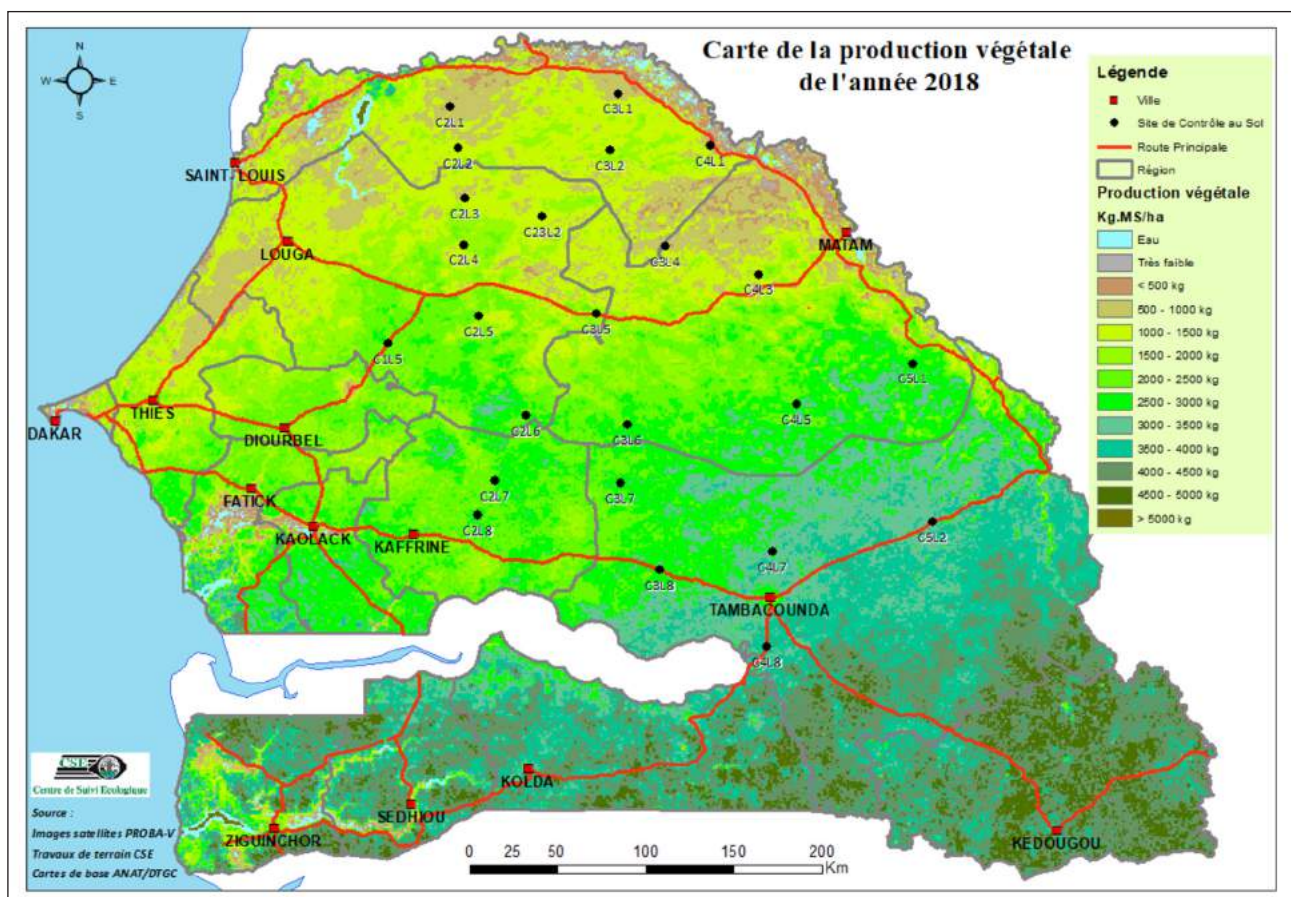 Carte de la production végétale
de l'année 2018
N
W
E
S
Légende
Ville
Site de Contrôle au Sol
Route Principale
Région
Production végétale
Kg.MS/ha
Eau
Très faible
< 500 kg
500 - 1000 kg
1000 - 1500 kg
1500 - 2000 kg
2000 - 2500 kg
2500 - 3000 kg
3000 - 3500 kg
3500 - 4000 kg
4000 - 4500 kg
4500 - 5000 kg
> 5000 kg
C3L1
C2L1
C4L1
C2L2
C3L2
SAINT-LOUIS
C2L3
C23L2
MATAM
LOUGA
C2L4
C3L4
C4L3
C2L5
C3L5
C1L5
C5L1
THIES
C4L5
DAKAR
DIOURBEL
C2L6
C3L6
FATICK
C2L7
C3L7
C2L8
KAOLACK
KAFFRINE
C5L2
C4L7
C3L8
TAMBACOUNDA
C4L8
KOLDA
SEDHIOU
ZIGUINCHOR
KEDOUGOU
CSE
Centre de Suivi Ecologique
Source :
Images satellites PROBA-V
Travaux de terrain CSE
Cartes de base ANAT/DTGC
0 25 50 100 150 200
Km